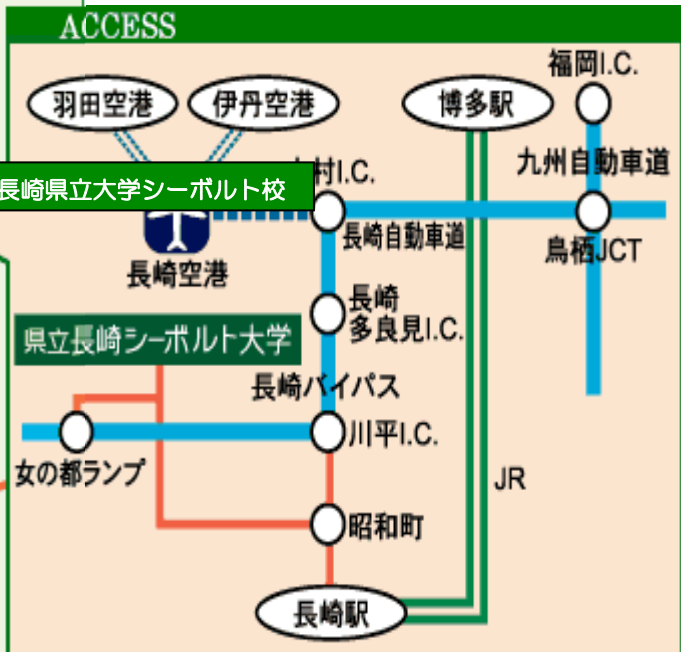 ACCESS
福岡I.C.
羽田空港
伊丹空港
博多駅
九州自動車道
村I.C.
長崎県立大学シーボルト校
長崎自動車道
鳥栖JCT
長崎空港
長崎
多良見I.C.
県立長崎シーボルト大学
長崎バイパス
川平I.C.
女の都ランプ
JR
昭和町
長崎駅